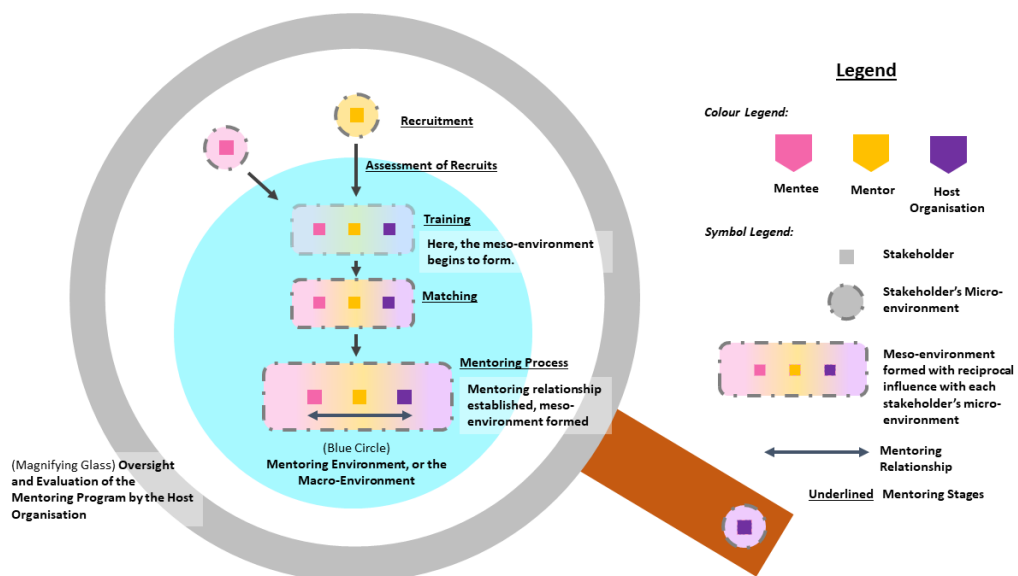 Recruitment
Assessment of Recruits
Training
Here, the meso-environment
begins to form.
Matching
Mentoring Process
Mentoring relationship
established, meso-
environment formed
(Blue Circle)
Mentoring Environment, or the
Macro-Environment
(Magnifying Glass) Oversight
and Evaluation of the
Mentoring Program by the Host
Organisation
Legend
Colour Legend:
Mentee
Mentor
Host
Organisation
Symbol Legend:
Stakeholder
Stakeholder’s Micro-
environment
Meso-environment
formed with reciprocal
influence with each
stakeholder’s micro-
environment
Mentoring
Relationship
Underlined Mentoring Stages